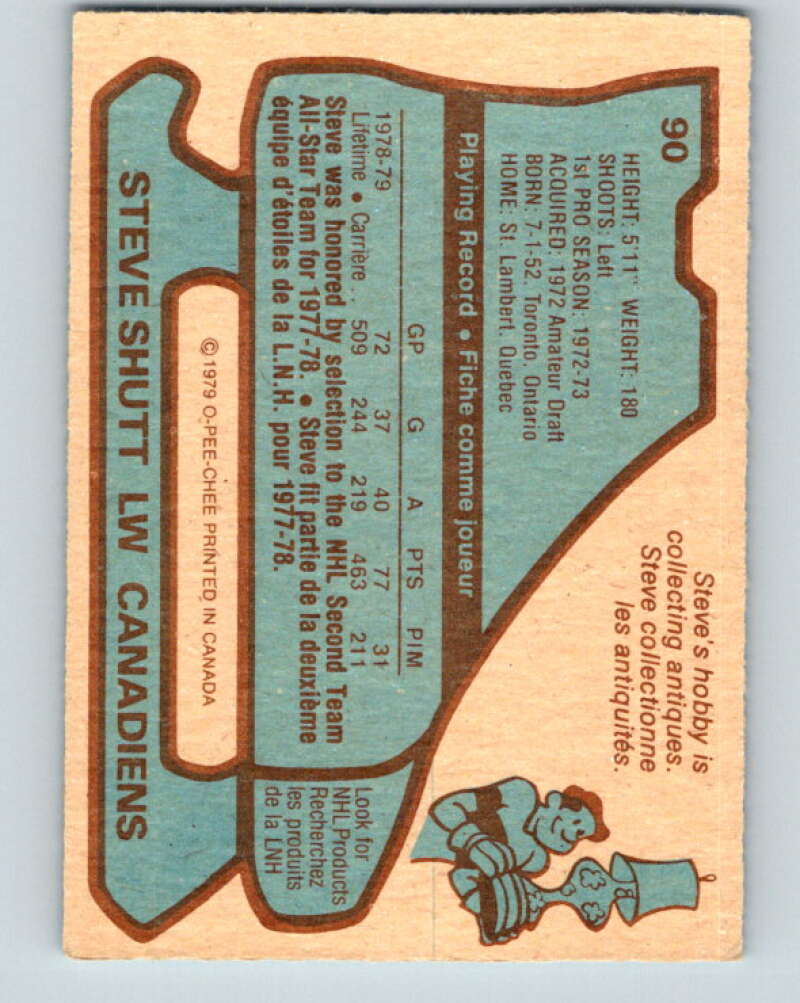 90
HEIGHT: 5'11" WEIGHT: 180
SHOOTS: Left
1st PRO SEASON: 1972-73
ACQUIRED: 1972 Amateur Draft
BORN: 7-1-52, Toronto, Ontario
HOME: St. Lambert, Quebec
Steve's hobby is
collecting antiques.
Steve collectionne
les antiquités.
Playing Record • Fiche comme joueur
GP G A PTS PIM
1978-79 72 37 40 77 31
Lifetime • Carrière .. 509 244 219 463 211
Steve was honored by selection to the NHL Second Team
All-Star Team for 1977-78. • Steve fit partie de la deuxième
équipe d'étoiles de la L.N.H. pour 1977-78.
Look for
NHL Products
Recherchez
les produits
de la LNH
© 1979 O-PEE-CHEE PRINTED IN CANADA
STEVE SHUTT LW CANADIENS